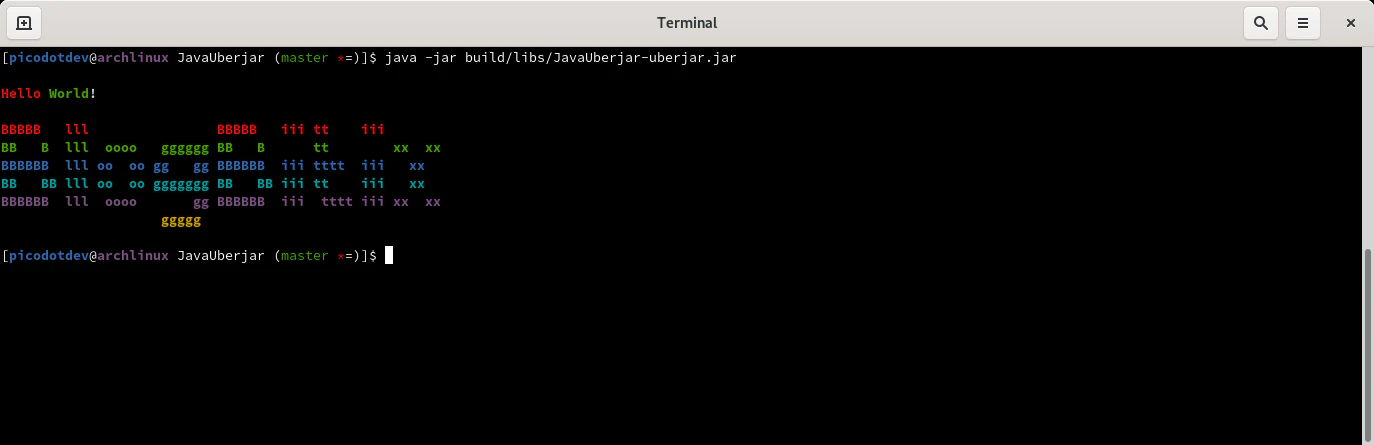 Terminal
[picodotdev@archlinux JavaUberjar (master *=)]$ java -jar build/libs/JavaUberjar-uberjar.jar
Hello World!
BBBBB   lll                BBBBB   iii tt    iii
BB   B  lll  oooo   gggggg BB   B      tt        xx  xx
BBBBBB  lll oo  oo gg   gg BBBBBB  iii tttt  iii   xx
BB   BB lll oo  oo ggggggg BB   BB iii tt    iii   xx
BBBBBB  lll  oooo       gg BBBBBB  iii  tttt iii xx  xx
                    ggggg
[picodotdev@archlinux JavaUberjar (master *=)]$